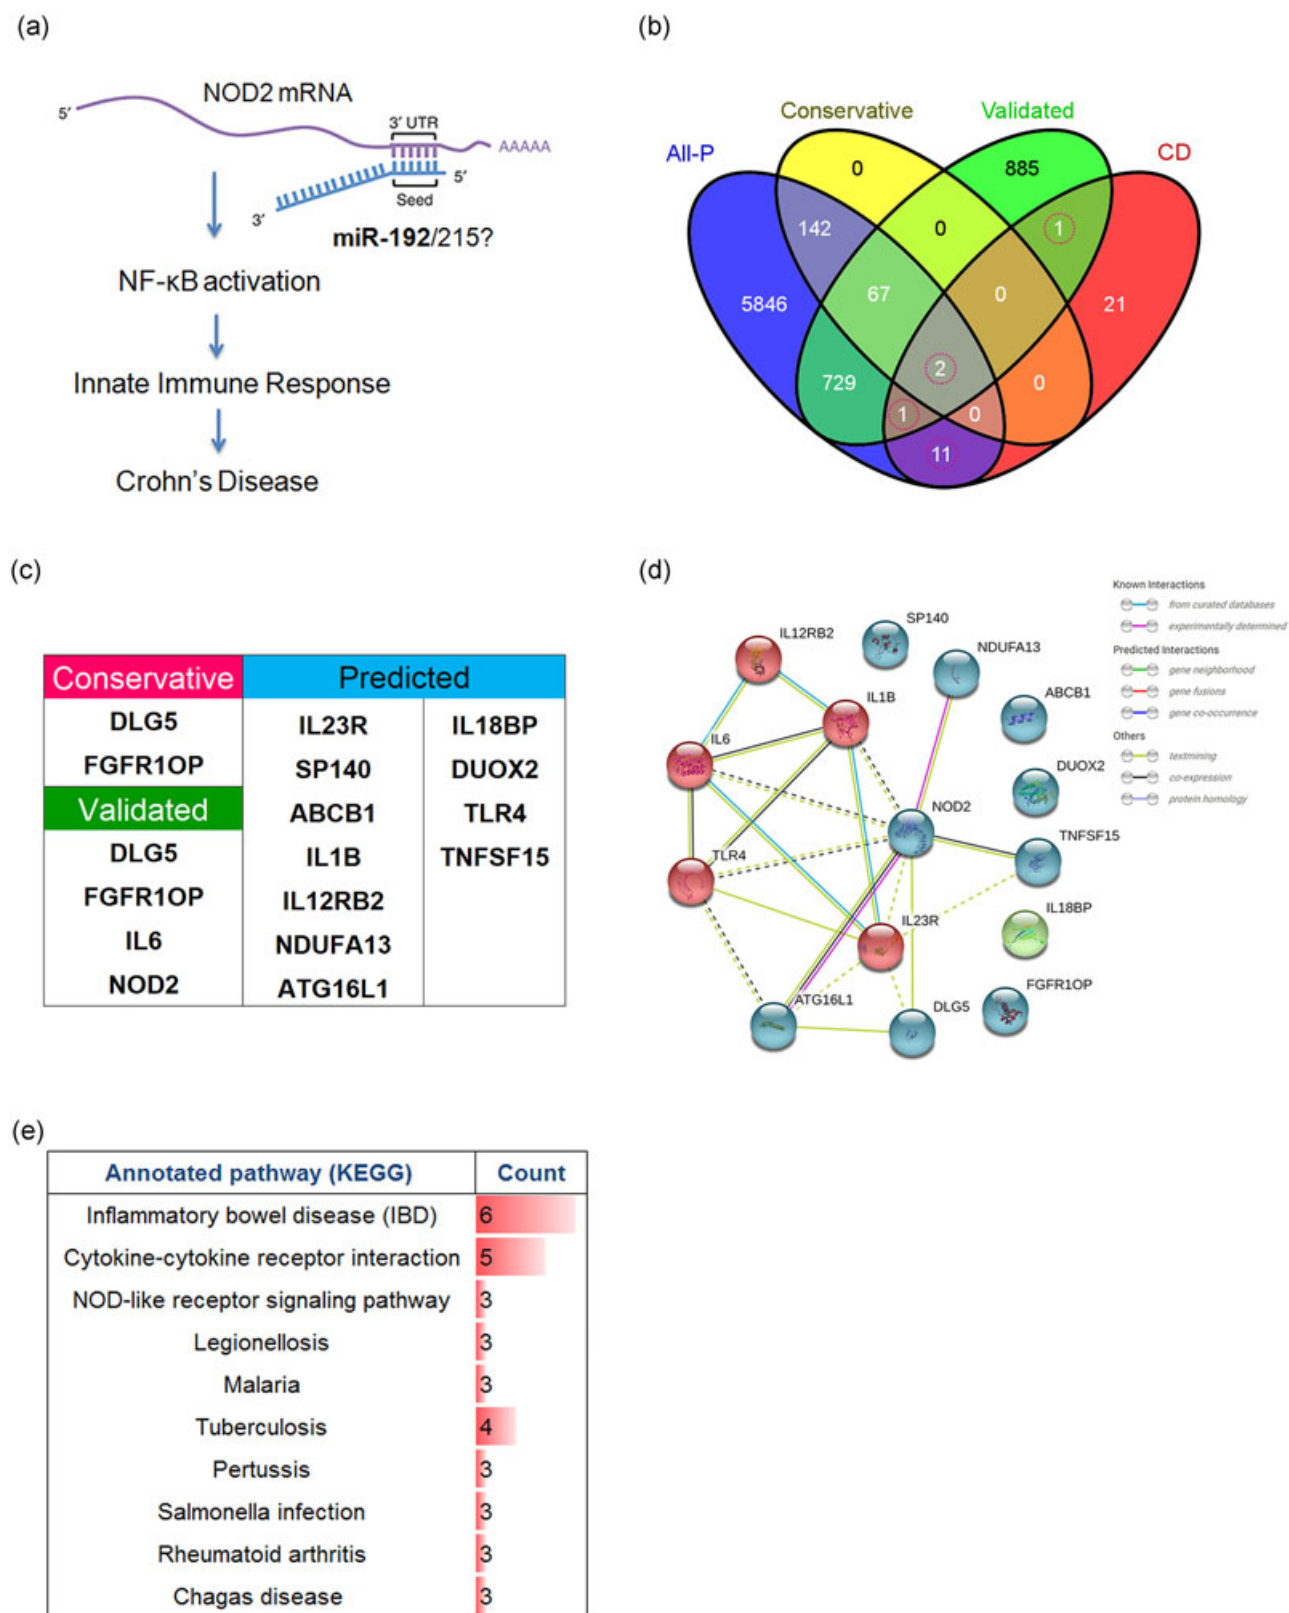 (a)
NOD2 mRNA
5′
3′ UTR
AAAAA
5′
Seed
3′
miR-192/215?
NF-κB activation
Innate Immune Response
Crohn's Disease
(b)
Conservative
Validated
All-P
CD
0
885
142
0
1
5846
67
0
21
2
729
0
1
0
11
(c)
Conservative
Predicted
DLG5
IL23R
IL18BP
FGFR1OP
SP140
DUOX2
Validated
ABCB1
TLR4
DLG5
IL1B
TNFSF15
FGFR1OP
IL12RB2
IL6
NDUFA13
NOD2
ATG16L1
(d)
IL12RB2
SP140
NDUFA13
IL1B
ABCB1
IL6
DUOX2
NOD2
TNFSF15
TLR4
IL18BP
IL23R
FGFR1OP
ATG16L1
DLG5
Known Interactions
from curated databases
experimentally determined
Predicted Interactions
gene neighborhood
gene fusions
gene co-occurrence
Others
textmining
co-expression
protein homology
(e)
Annotated pathway (KEGG) Count
Inflammatory bowel disease (IBD) 6
Cytokine-cytokine receptor interaction 5
NOD-like receptor signaling pathway 3
Legionellosis 3
Malaria 3
Tuberculosis 4
Pertussis 3
Salmonella infection 3
Rheumatoid arthritis 3
Chagas disease 3